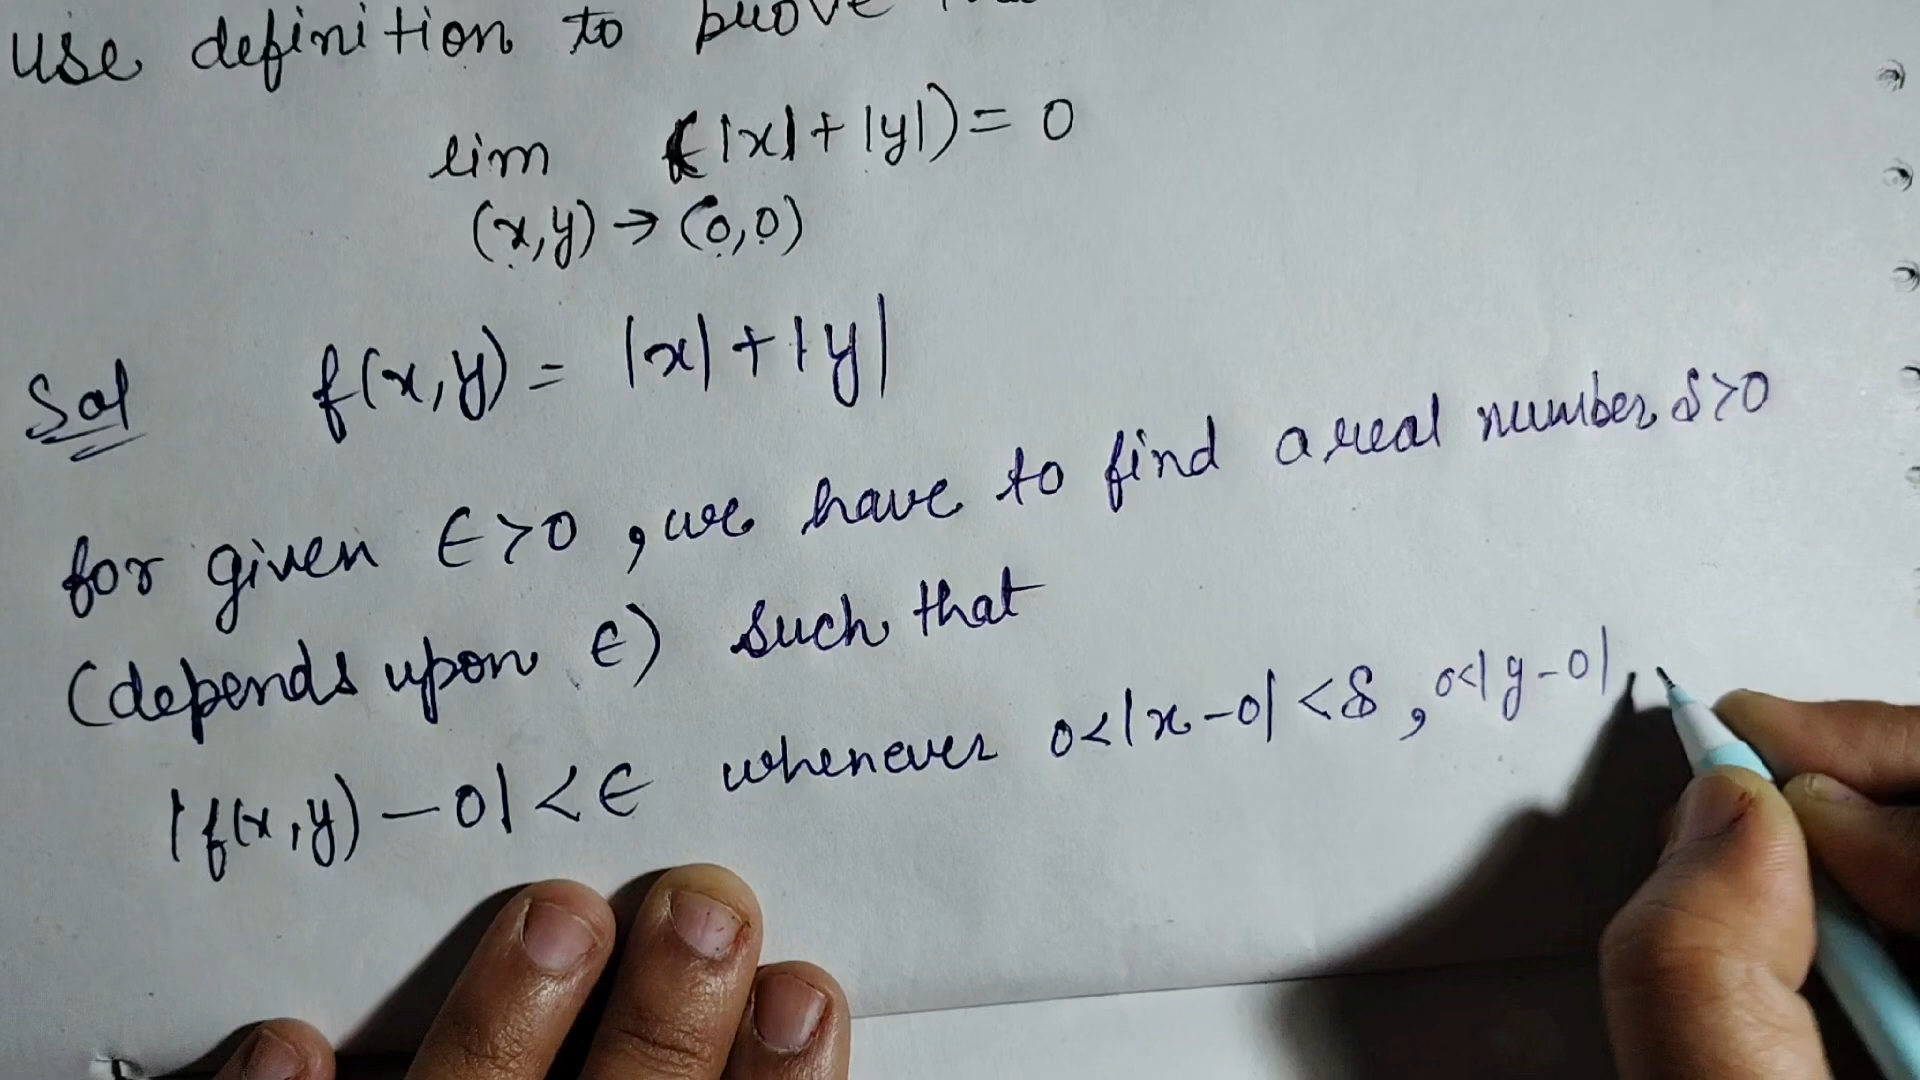 Use definition to prove
lim (|x|+|y|) = 0
(x,y) → (0,0)
Sol f(x,y) = |x|+|y|
for given ϵ>0, we have to find a real number δ>0
(depends upon ϵ) such that
|f(x,y) - 0| < ϵ whenever 0<|x-0| <δ, 0<|y-0|